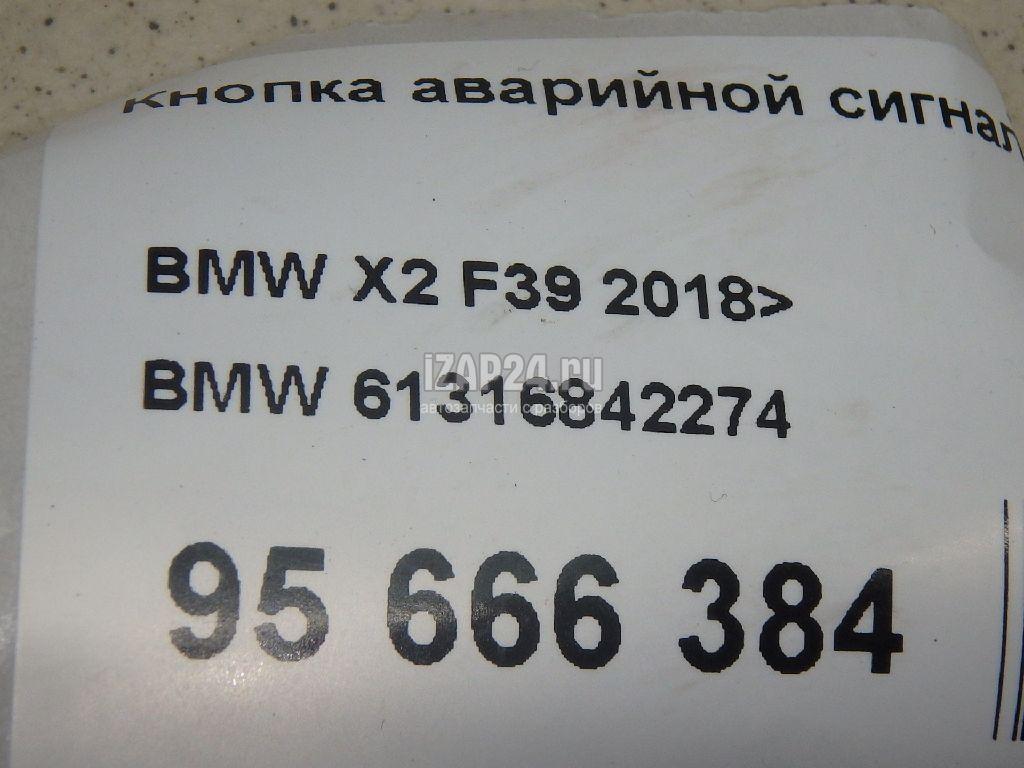 Кнопка аварийной сигнал
BMW X2 F39 2018>
iZAP24.ru
BMW 61316842274
автозапчасти с разборов
95 666 384